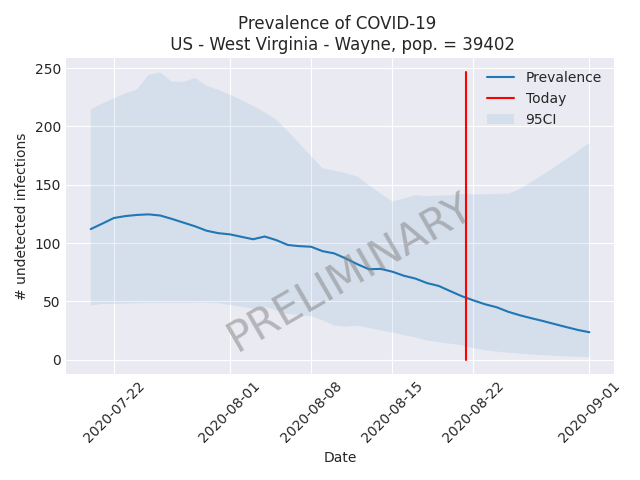 Prevalence of COVID-19
US - West Virginia - Wayne, pop. = 39402
250
200
150
100
50
0
# undetected infections
Prevalence
Today
95CI
PRELIMINARY
2020-07-22
2020-08-01
2020-08-08
2020-08-15
2020-08-22
2020-09-01
Date